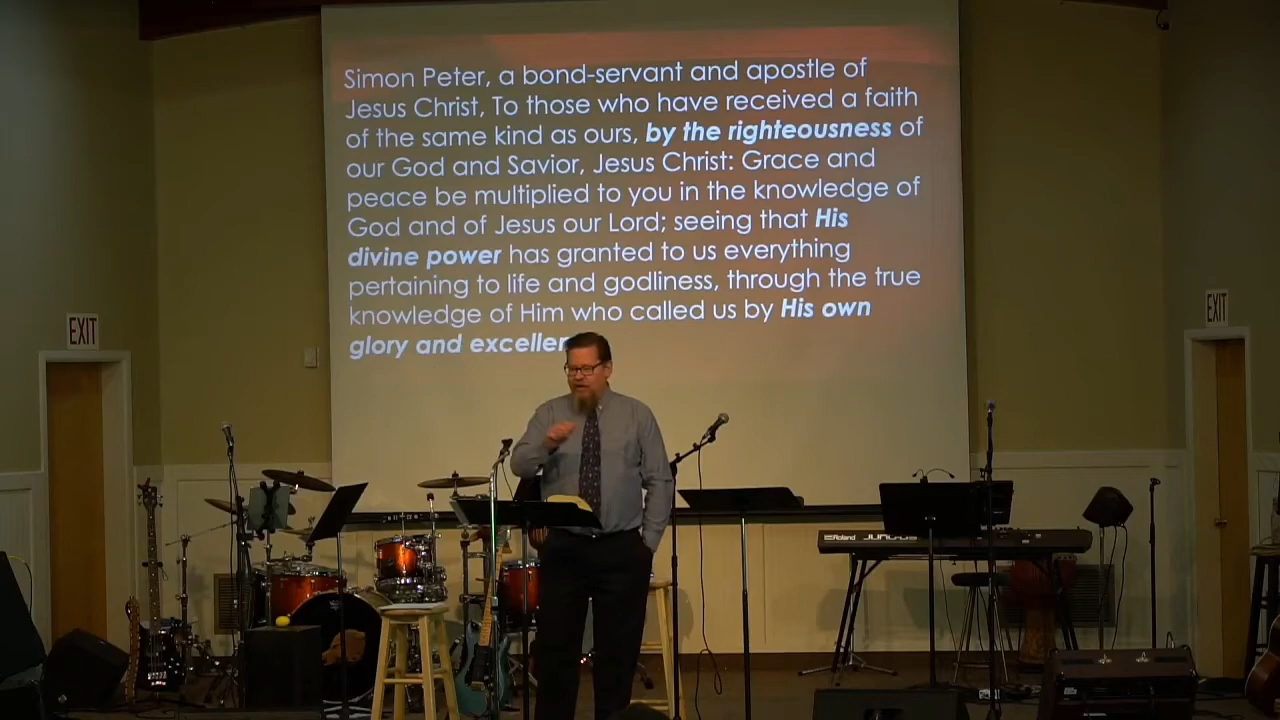 Simon Peter, a bond-servant and apostle of
Jesus Christ, To those who have received a faith
of the same kind as ours, by the righteousness of
our God and Savior, Jesus Christ: Grace and
peace be multiplied to you in the knowledge of
God and of Jesus our Lord; seeing that His
divine power has granted to us everything
pertaining to life and godliness, through the true
knowledge of Him who called us by His own
glory and
EXIT
EXIT
Roland